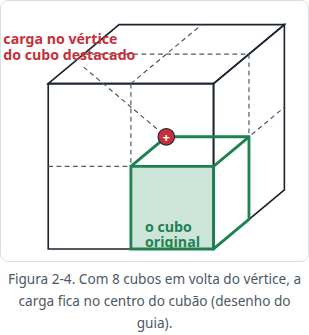 carga no vértice
do cubo destacado
+
o cubo
original
Figura 2-4. Com 8 cubos em volta do vértice, a
carga fica no centro do cubão (desenho do
guia).